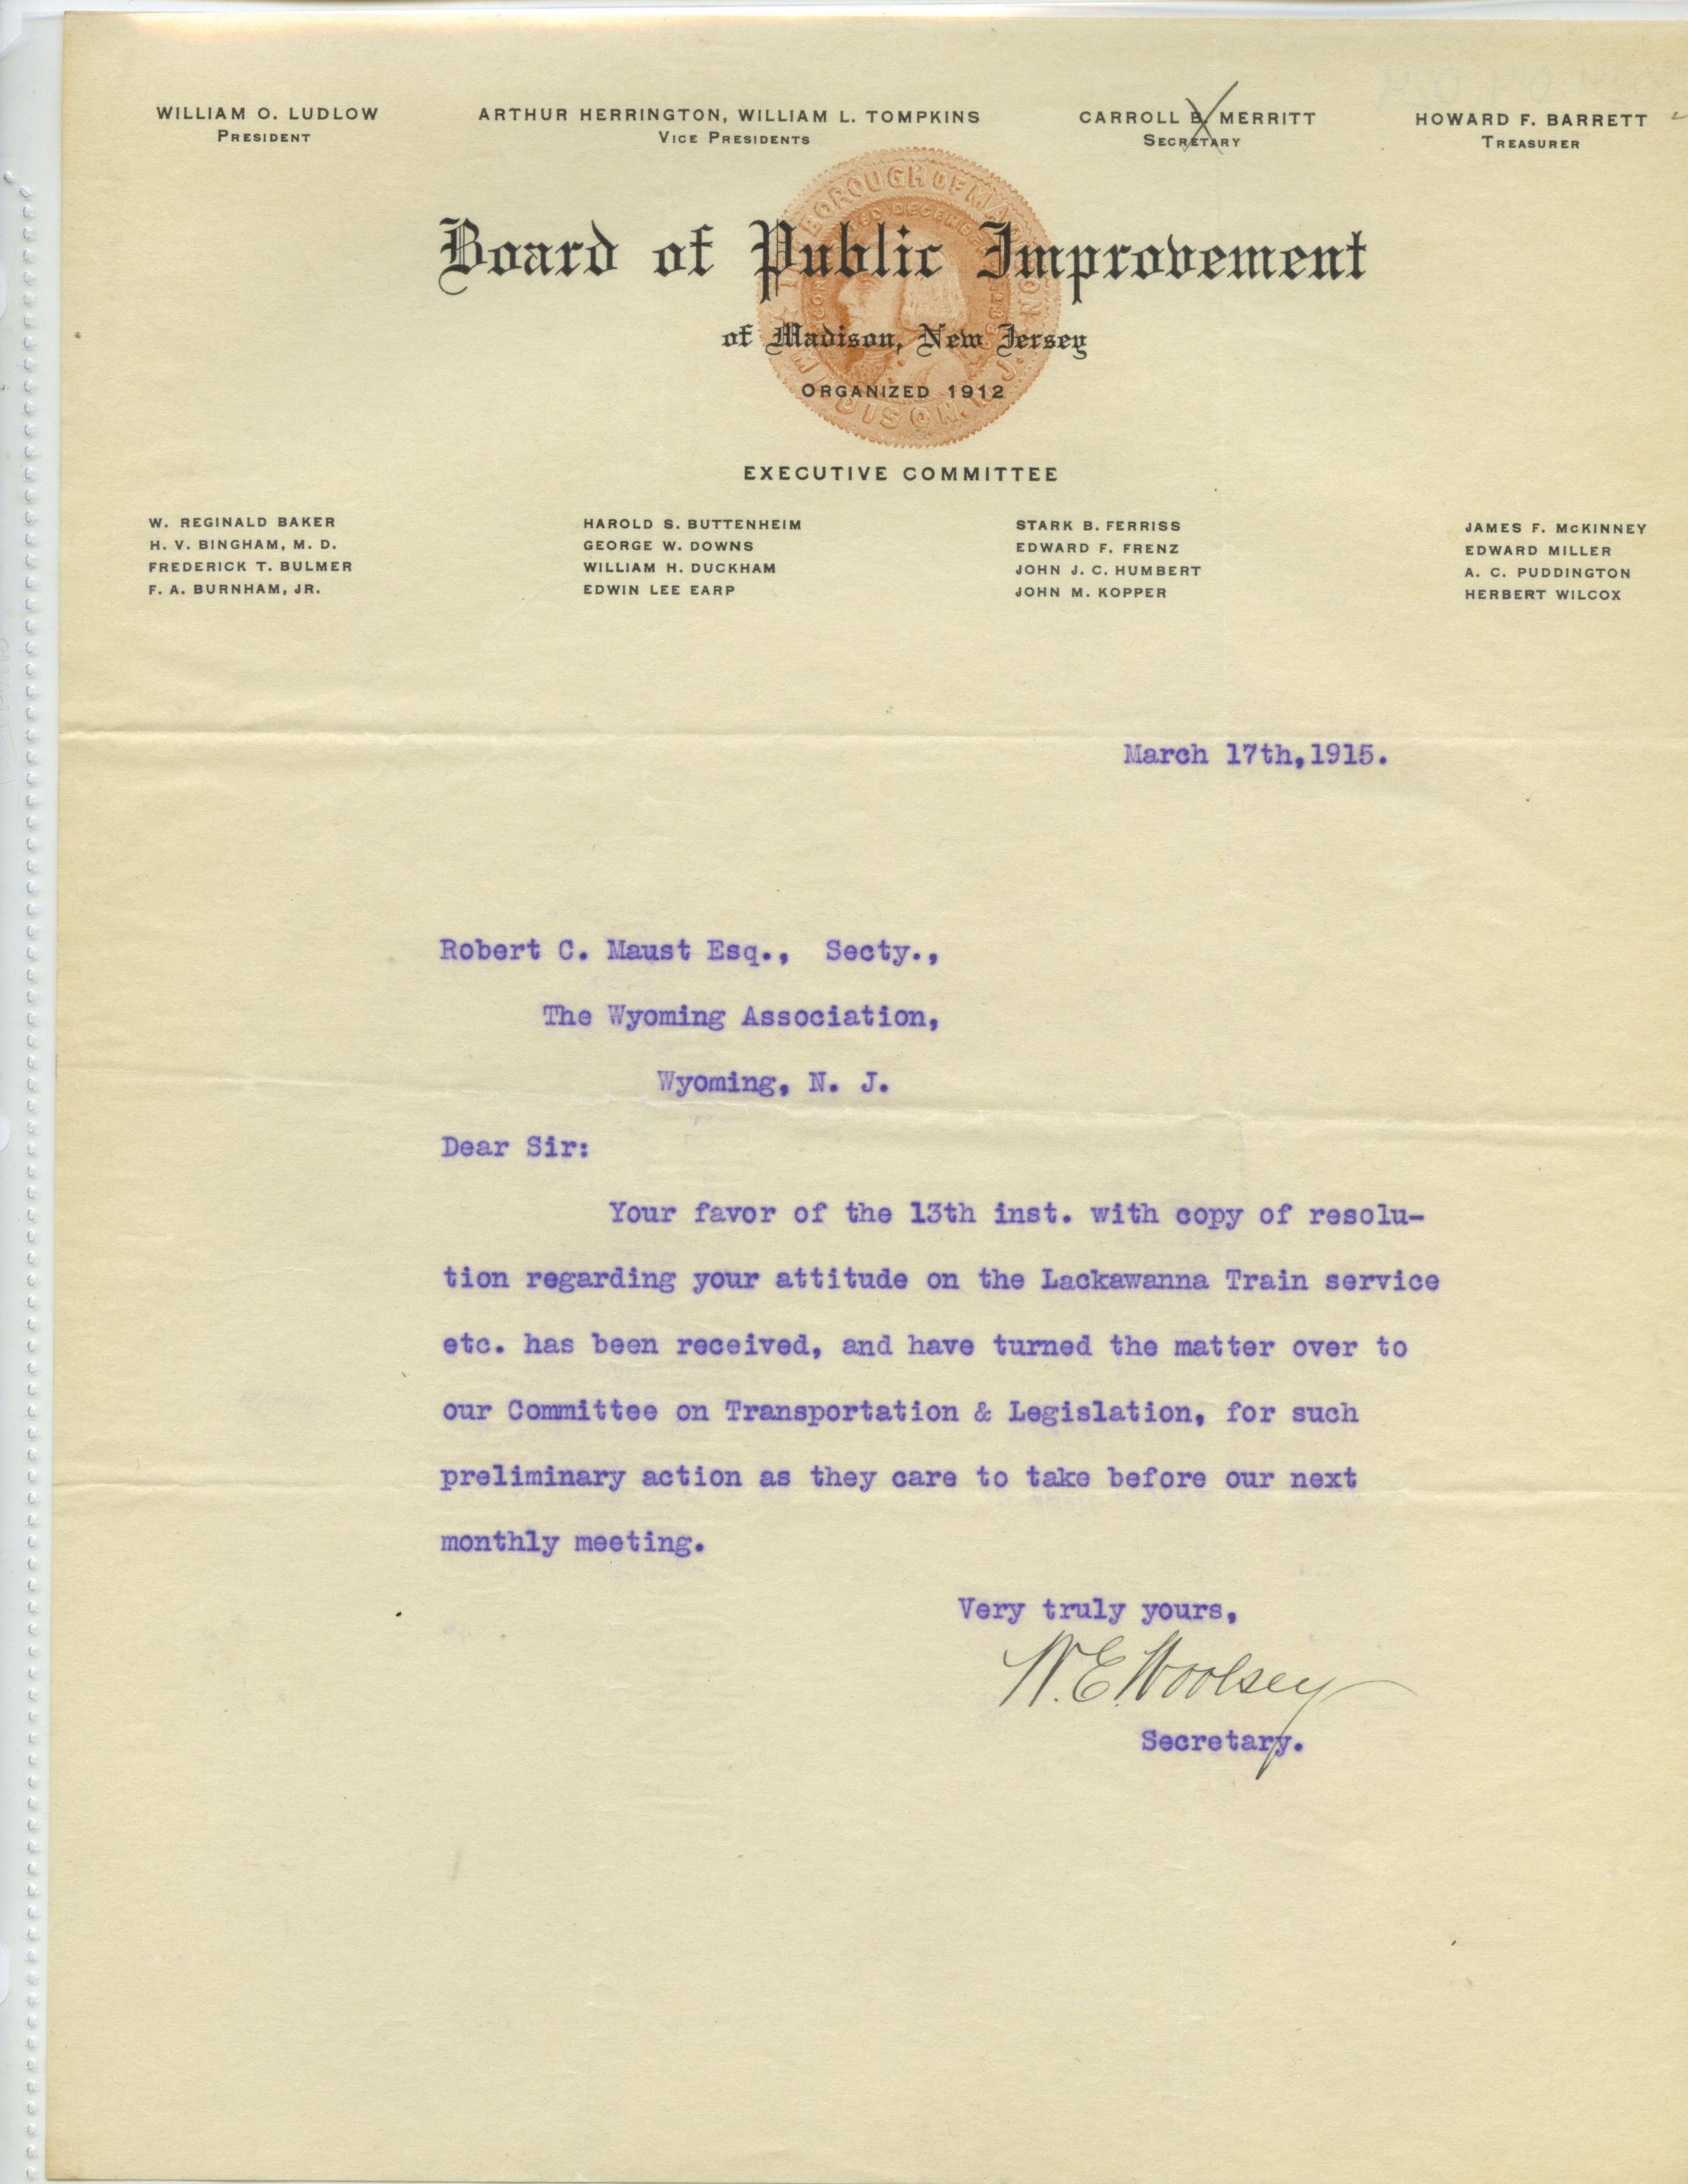 WILLIAM O. LUDLOW
PRESIDENT
ARTHUR HERRINGTON, WILLIAM L. TOMPKINS
VICE PRESIDENTS
CARROLL B. MERRITT
SECRETARY
HOWARD F. BARRETT
TREASURER
Board of Public Improvement
of Madison, New Jersey
ORGANIZED 1912
EXECUTIVE COMMITTEE
W. REGINALD BAKER
H. V. BINGHAM, M. D.
FREDERICK T. BULMER
F. A. BURNHAM, JR.
HAROLD S. BUTTENHEIM
GEORGE W. DOWNS
WILLIAM H. DUCKHAM
EDWIN LEE EARP
STARK B. FERRISS
EDWARD F. FRENZ
JOHN J. C. HUMBERT
JOHN M. KOPPER
JAMES F. McKINNEY
EDWARD MILLER
A. C. PUDDINGTON
HERBERT WILCOX
March 17th, 1915.
Robert C. Maust Esq., Secty.,
The Wyoming Association,
Wyoming, N. J.
Dear Sir:
Your favor of the 13th inst. with copy of resolu-
tion regarding your attitude on the Lackawanna Train service
etc. has been received, and have turned the matter over to
our Committee on Transportation & Legislation, for such
preliminary action as they care to take before our next
monthly meeting.
Very truly yours,
W. E. Woolsey
Secretary.